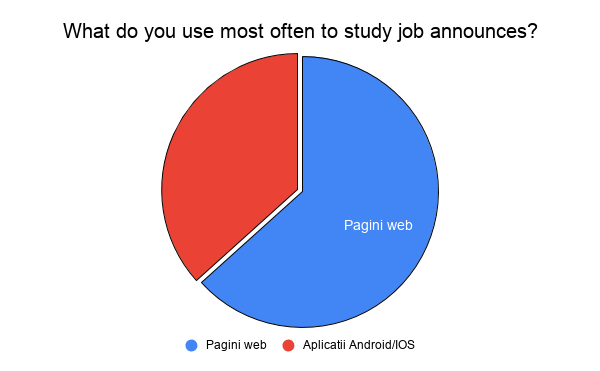 What do you use most often to study job announces?
Pagini web
Pagini web
Aplicatii Android/IOS